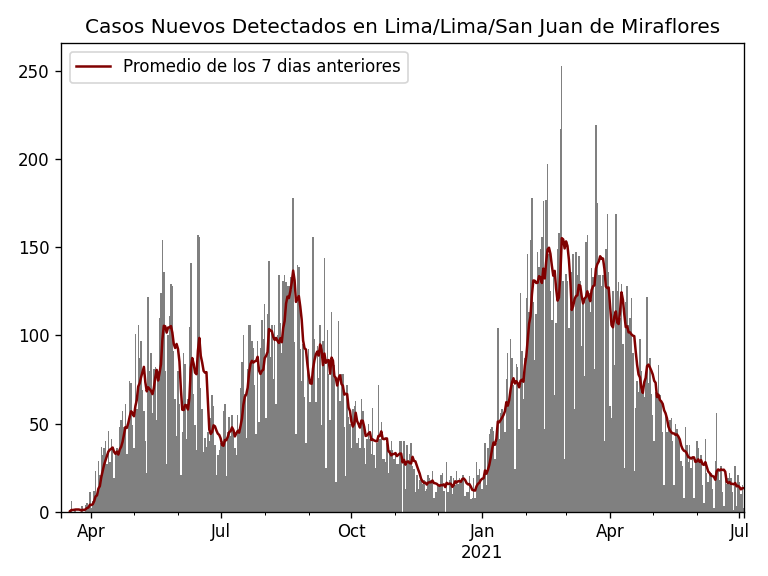 Casos Nuevos Detectados en Lima/Lima/San Juan de Miraflores
Promedio de los 7 dias anteriores
250
200
150
100
50
0
Apr Jul Oct Jan Apr Jul
2021